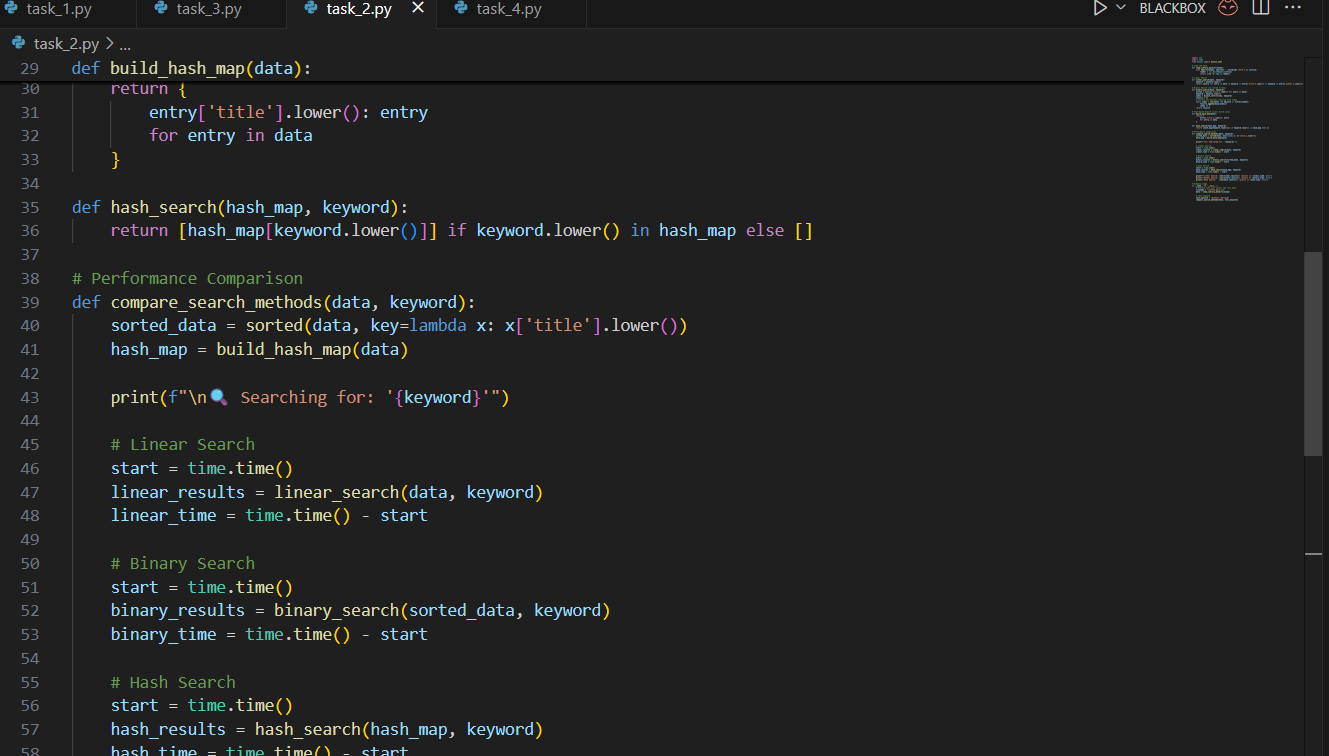 task_1.py task_3.py task_2.py task_4.py BLACKBOX
task_2.py > ...
29 def build_hash_map(data):
30     return {
31         entry['title'].lower(): entry
32         for entry in data
33     }
34
35 def hash_search(hash_map, keyword):
36     return [hash_map[keyword.lower()]] if keyword.lower() in hash_map else []
37
38 # Performance Comparison
39 def compare_search_methods(data, keyword):
40     sorted_data = sorted(data, key=lambda x: x['title'].lower())
41     hash_map = build_hash_map(data)
42
43     print(f"\n🔍 Searching for: '{keyword}'")
44
45     # Linear Search
46     start = time.time()
47     linear_results = linear_search(data, keyword)
48     linear_time = time.time() - start
49
50     # Binary Search
51     start = time.time()
52     binary_results = binary_search(sorted_data, keyword)
53     binary_time = time.time() - start
54
55     # Hash Search
56     start = time.time()
57     hash_results = hash_search(hash_map, keyword)
58     hash_time = time.time() - start